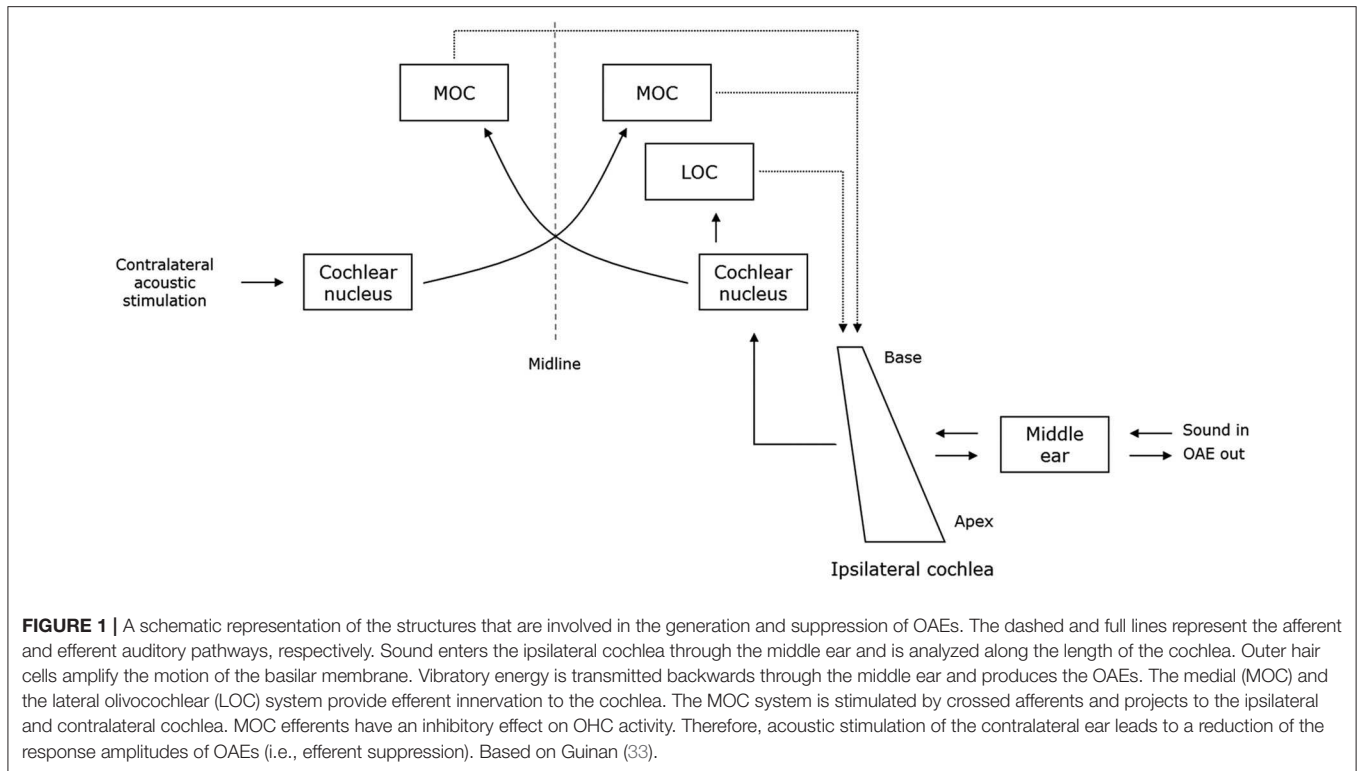 MOC
MOC
LOC
Contralateral
acoustic
stimulation
Cochlear
nucleus
Cochlear
nucleus
Midline
Base
Middle
ear
Sound in
OAE out
Apex
Ipsilateral cochlea
FIGURE 1 | A schematic representation of the structures that are involved in the generation and suppression of OAEs. The dashed and full lines represent the afferent
and efferent auditory pathways, respectively. Sound enters the ipsilateral cochlea through the middle ear and is analyzed along the length of the cochlea. Outer hair
cells amplify the motion of the basilar membrane. Vibratory energy is transmitted backwards through the middle ear and produces the OAEs. The medial (MOC) and
the lateral olivocochlear (LOC) system provide efferent innervation to the cochlea. The MOC system is stimulated by crossed afferents and projects to the ipsilateral
and contralateral cochlea. MOC efferents have an inhibitory effect on OHC activity. Therefore, acoustic stimulation of the contralateral ear leads to a reduction of the
response amplitudes of OAEs (i.e., efferent suppression). Based on Guinan (33).